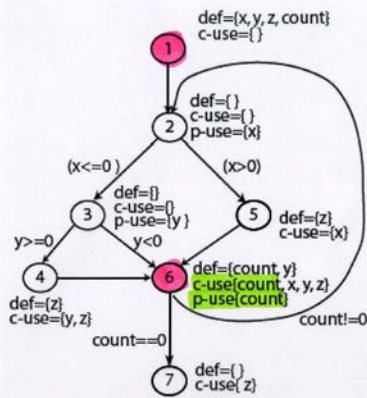 def={x, y, z, count}
c-use={ }
1
def={ }
c-use={ }
p-use={x}
2
(x<=0 )
(x>0)
def={}
c-use={}
p-use={y }
3
5
def={z}
c-use={x}
y>=0
y<0
4
6
def={z}
c-use={y, z}
def={count, y}
c-use{count, x, y, z}
p-use{count}
count==0
count!=0
7
def={ }
c-use{ z}